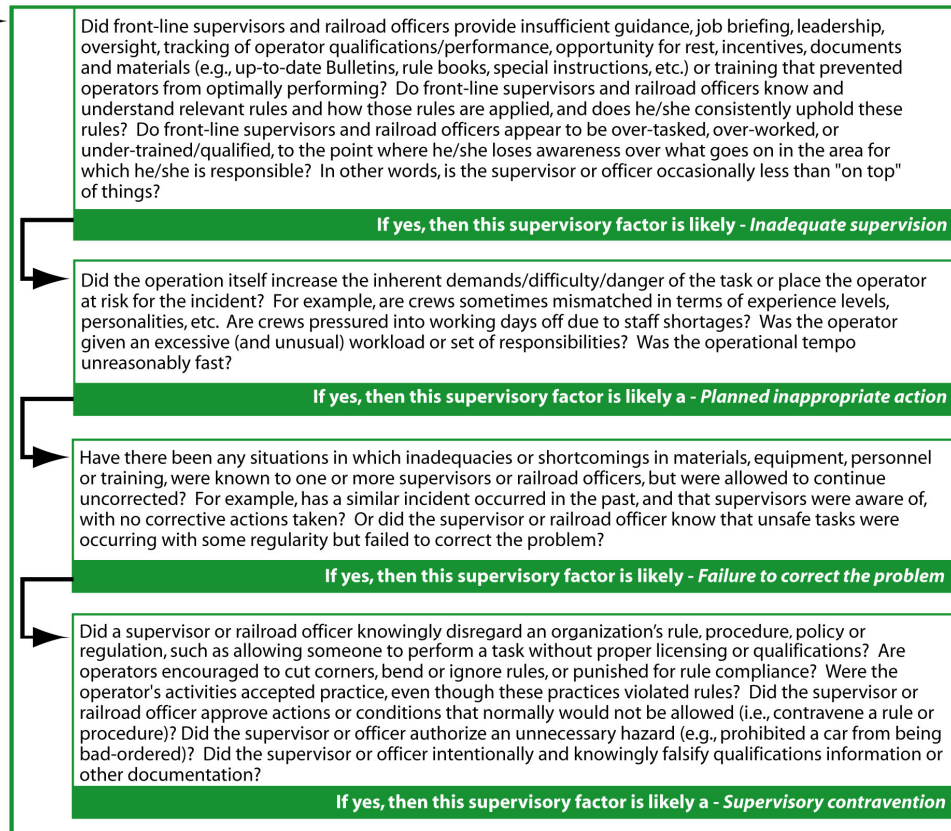 Did front-line supervisors and railroad officers provide insufficient guidance, job briefing, leadership,
oversight, tracking of operator qualifications/performance, opportunity for rest, incentives, documents
and materials (e.g., up-to-date Bulletins, rule books, special instructions, etc.) or training that prevented
operators from optimally performing? Do front-line supervisors and railroad officers know and
understand relevant rules and how those rules are applied, and does he/she consistently uphold these
rules? Do front-line supervisors and railroad officers appear to be over-tasked, over-worked, or
under-trained/qualified, to the point where he/she loses awareness over what goes on in the area for
which he/she is responsible? In other words, is the supervisor or officer occasionally less than "on top"
of things?
If yes, then this supervisory factor is likely - Inadequate supervision
Did the operation itself increase the inherent demands/difficulty/danger of the task or place the operator
at risk for the incident? For example, are crews sometimes mismatched in terms of experience levels,
personalities, etc. Are crews pressured into working days off due to staff shortages? Was the operator
given an excessive (and unusual) workload or set of responsibilities? Was the operational tempo
unreasonably fast?
If yes, then this supervisory factor is likely a - Planned inappropriate action
Have there been any situations in which inadequacies or shortcomings in materials, equipment, personnel
or training, were known to one or more supervisors or railroad officers, but were allowed to continue
uncorrected? For example, has a similar incident occurred in the past, and that supervisors were aware of,
with no corrective actions taken? Or did the supervisor or railroad officer know that unsafe tasks were
occurring with some regularity but failed to correct the problem?
If yes, then this supervisory factor is likely - Failure to correct the problem
Did a supervisor or railroad officer knowingly disregard an organization's rule, procedure, policy or
regulation, such as allowing someone to perform a task without proper licensing or qualifications? Are
operators encouraged to cut corners, bend or ignore rules, or punished for rule compliance? Were the
operator's activities accepted practice, even though these practices violated rules? Did the supervisor or
railroad officer approve actions or conditions that normally would not be allowed (i.e., contravene a rule or
procedure)? Did the supervisor or officer authorize an unnecessary hazard (e.g., prohibited a car from being
bad-ordered)? Did the supervisor or officer intentionally and knowingly falsify qualifications information or
other documentation?
If yes, then this supervisory factor is likely a - Supervisory contravention